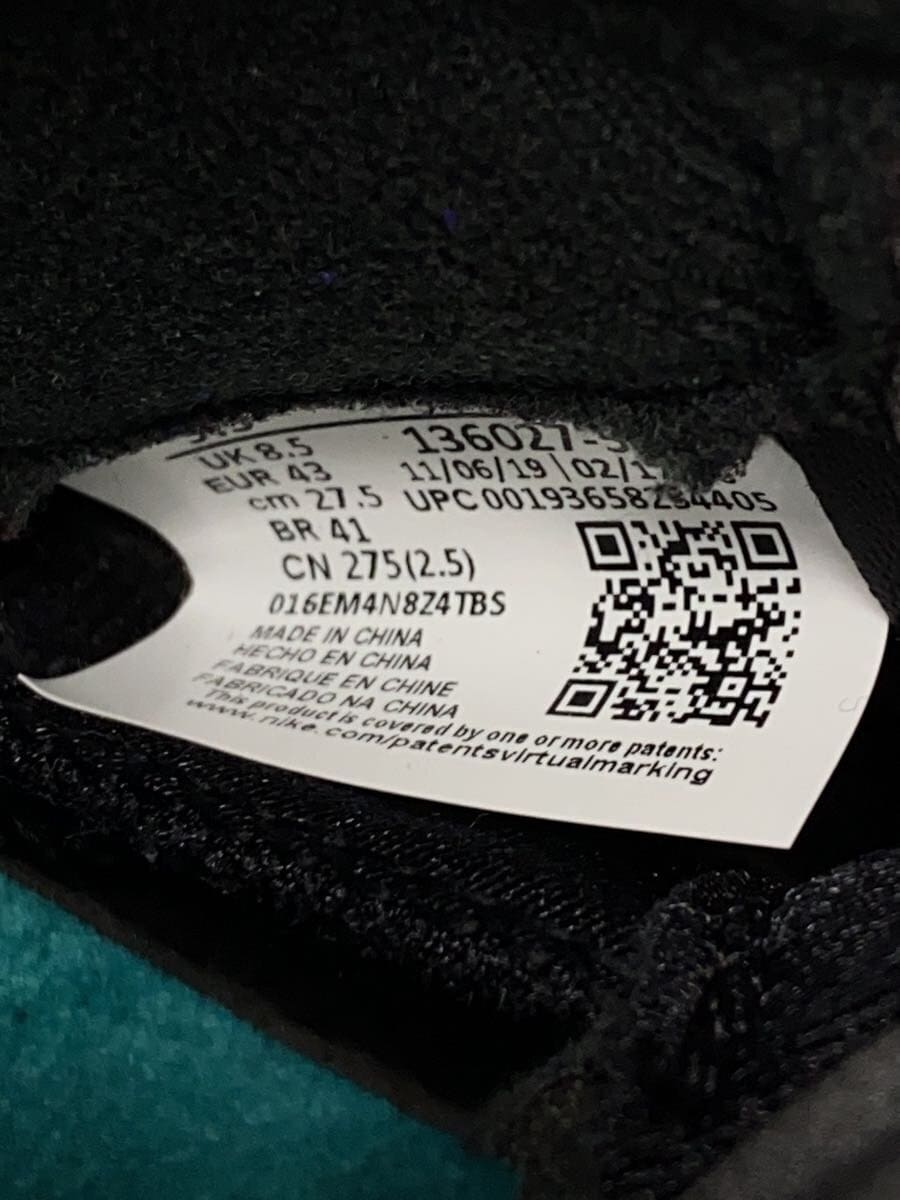 UK 8.5
EUR 43
cm 27.5
BR 41
CN 275(2.5)
016EM4N8Z4TBS
MADE IN CHINA
HECHO EN CHINA
FABRIQUE EN CHINE
FABRICADO NA CHINA
This product is covered by one or more patents:
www.nike.com/patentsvirtualmarking
136027-
11/06/19 \ 02/1
UPC